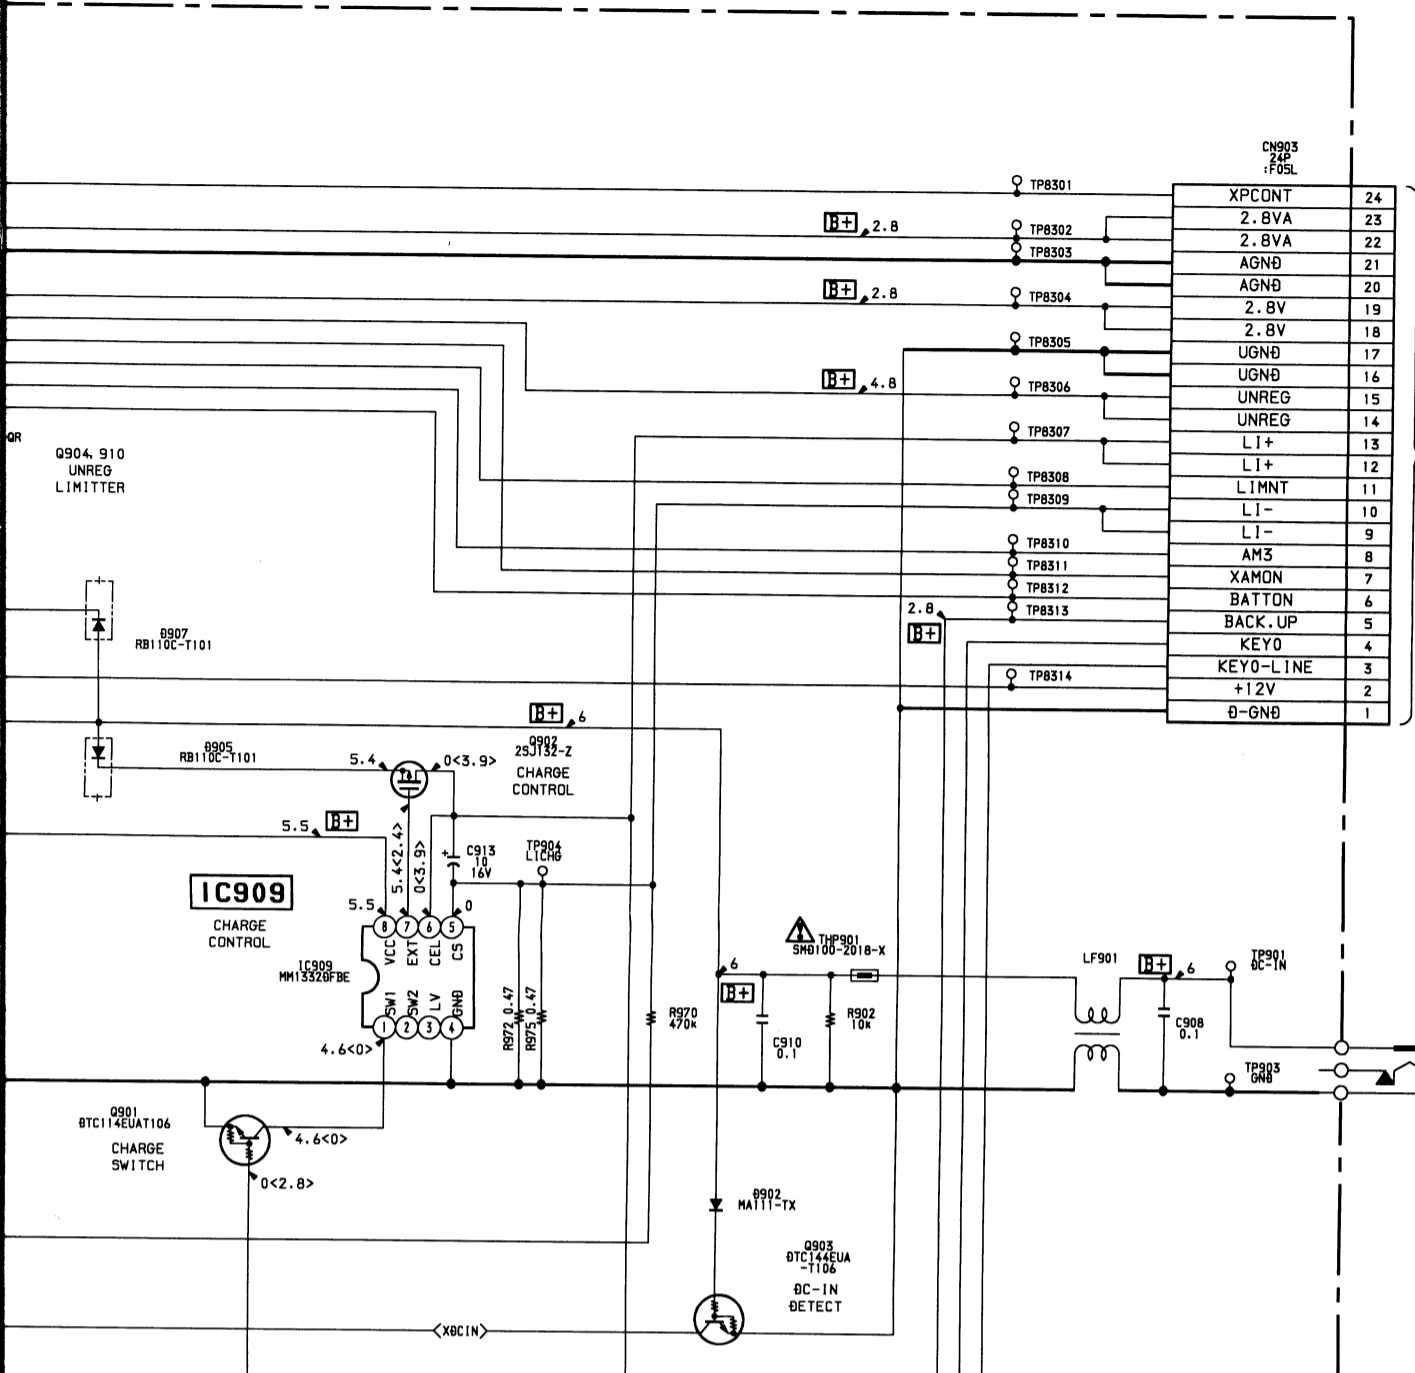 CN903
24P
:F05L
TP8301
XPCONT 24
B+ 2.8
2.8VA 23
TP8302
2.8VA 22
TP8303
AGND 21
AGND 20
B+ 2.8
TP8304
2.8V 19
2.8V 18
TP8305
UGND 17
UGND 16
B+ 4.8
TP8306
UNREG 15
UNREG 14
TP8307
LI+ 13
LI+ 12
TP8308
LIMNT 11
TP8309
LI- 10
LI- 9
TP8310
AM3 8
TP8311
XAMON 7
TP8312
BATTON 6
2.8
B+
TP8313
BACK.UP 5
KEY0 4
KEY0-LINE 3
TP8314
+12V 2
D-GND 1
QR
Q904, 910
UNREG
LIMITTER
D907
RB110C-T101
B+ 6
D905
RB110C-T101
5.4
0<3.9>
Q902
2SJ132-Z
CHARGE
CONTROL
5.5 B+
5.4<2.4>
0<3.9>
+
C913
10
16V
TP904
LICHG
IC909
CHARGE
CONTROL
5.5
0
8 7 6 5
VCC EXT CEL CS
IC909
MM1332DFBE
SW1 SW2 LV GND
1 2 3 4
4.6<0>
R972 0.47
R975 0.47
R970
470k
6
B+
THP901
SMD100-2018-X
C910
0.1
R902
10k
LF901
B+ 6
TP901
DC-IN
C908
0.1
TP903
GND
Q901
DTC114EUAT106
CHARGE
SWITCH
4.6<0>
0<2.8>
D902
MA111-TX
Q903
DTC144EUA
-T106
DC-IN
DETECT
<XDCIN>